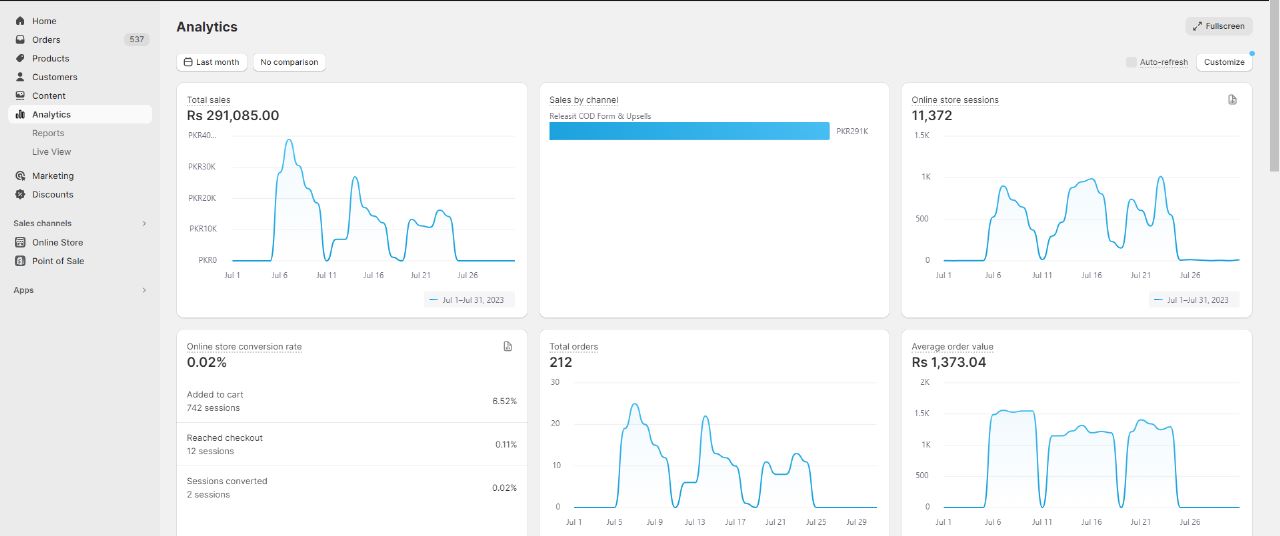 Home
Orders 537
Products
Customers
Content
Analytics
Reports
Live View
Marketing
Discounts
Sales channels
Online Store
Point of Sale
Apps
Analytics
Fullscreen
Last month
No comparison
Auto-refresh
Customize
Total sales
Rs 291,085.00
PKR40...
PKR30K
PKR20K
PKR10K
PKR0
Jul 1 Jul 6 Jul 11 Jul 16 Jul 21 Jul 26
Jul 1–Jul 31, 2023
Sales by channel
Releasit COD Form & Upsells
PKR291K
Online store sessions
11,372
1.5K
1K
500
0
Jul 1 Jul 6 Jul 11 Jul 16 Jul 21 Jul 26
Jul 1–Jul 31, 2023
Online store conversion rate
0.02%
Added to cart
742 sessions
6.52%
Reached checkout
12 sessions
0.11%
Sessions converted
2 sessions
0.02%
Total orders
212
30
20
10
0
Jul 1 Jul 5 Jul 9 Jul 13 Jul 17 Jul 21 Jul 25 Jul 29
Average order value
Rs 1,373.04
2K
1.5K
1K
500
0
Jul 1 Jul 6 Jul 11 Jul 16 Jul 21 Jul 26